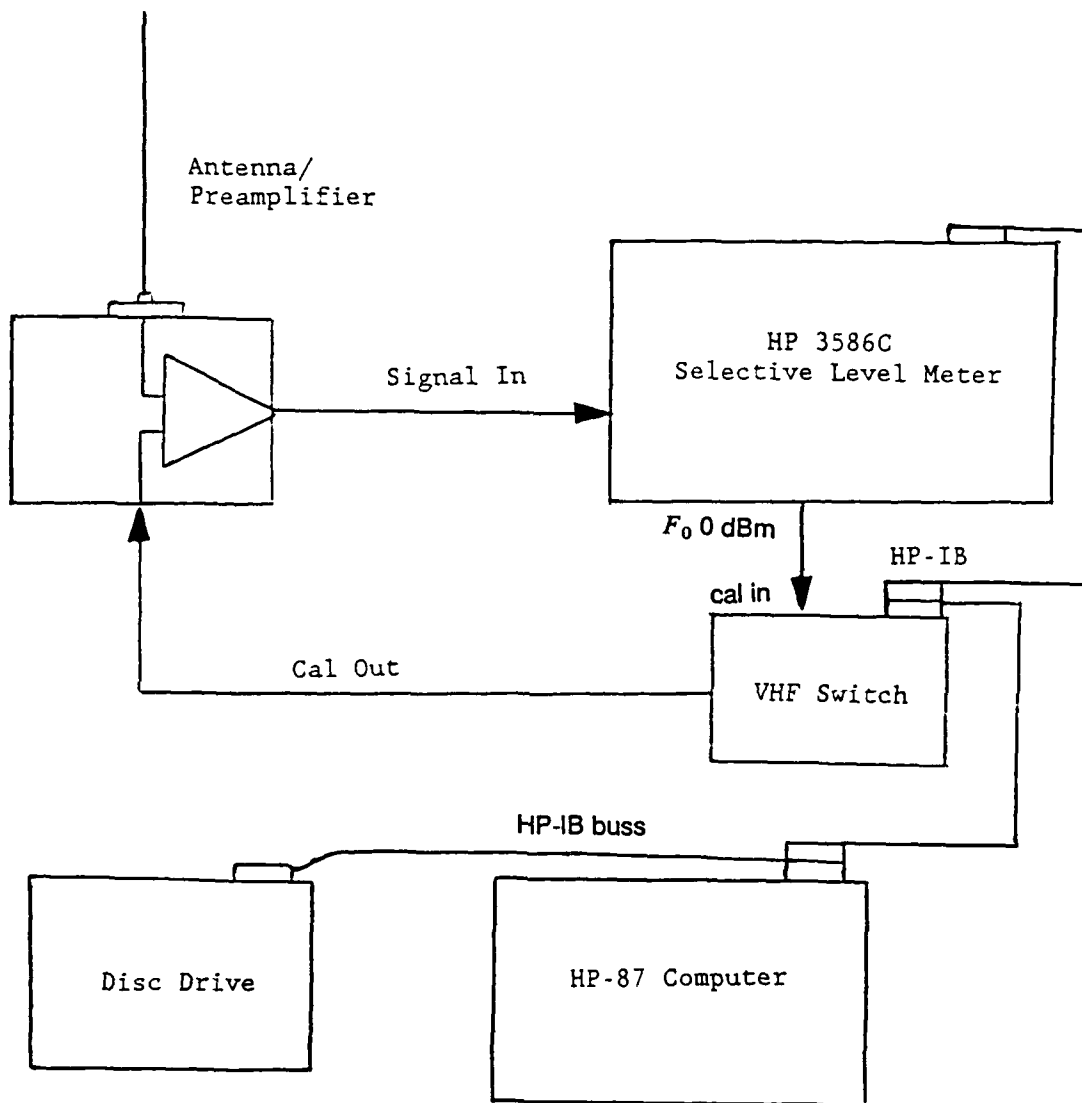 Antenna/
Preamplifier
HP 3586C
Selective Level Meter
Signal In
F₀ 0 dBm
HP-IB
cal in
Cal Out
VHF Switch
HP-IB buss
Disc Drive
HP-87 Computer